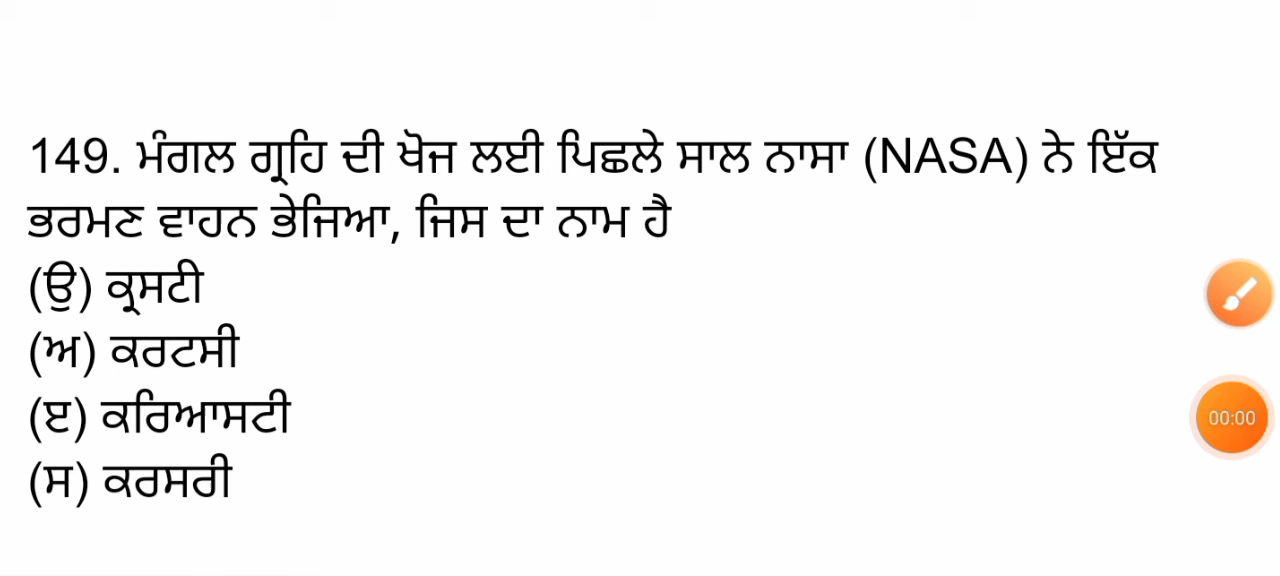 149. ਮੰਗਲ ਗ੍ਰਹਿ ਦੀ ਖੋਜ ਲਈ ਪਿਛਲੇ ਸਾਲ ਨਾਸਾ (NASA) ਨੇ ਇੱਕ
ਭਰਮਣ ਵਾਹਨ ਭੇਜਿਆ, ਜਿਸ ਦਾ ਨਾਮ ਹੈ
(ਉ) ਕ੍ਰਸਟੀ
(ਅ) ਕਰਟਸੀ
(ੲ) ਕਰਿਆਸਟੀ
(ਸ) ਕਰਸਰੀ
00:00